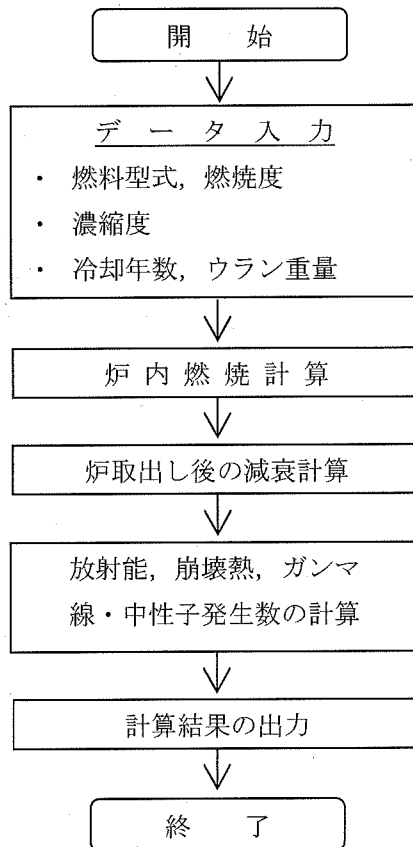 開 始
データ入力
・ 燃料型式, 燃焼度
・ 濃縮度
・ 冷却年数, ウラン重量
炉内燃焼計算
炉取出し後の減衰計算
放射能, 崩壊熱, ガンマ
線・中性子発生数の計算
計算結果の出力
終 了